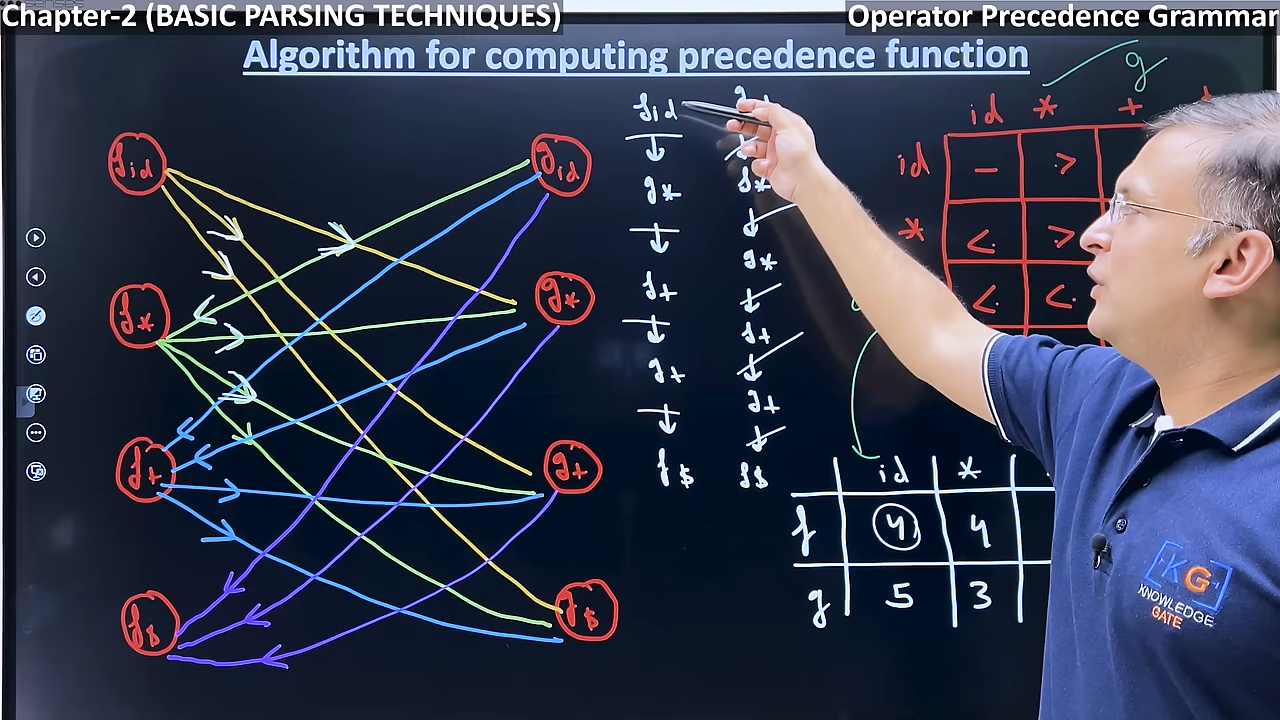 Chapter-2 (BASIC PARSING TECHNIQUES)
Operator Precedence Grammar
Algorithm for computing precedence function
g
id * +
id - ·>
* <· ·>
<· <·
fid
gid
f*
g*
f+
g+
f$
g$
fid
↓
g*
↓
f+
↓
g+
↓
f$
↓
f*
↓
g*
↓
f+
↓
g+
↓
f$
id *
f 4 4
g 5 3
KG
KNOWLEDGE
GATE